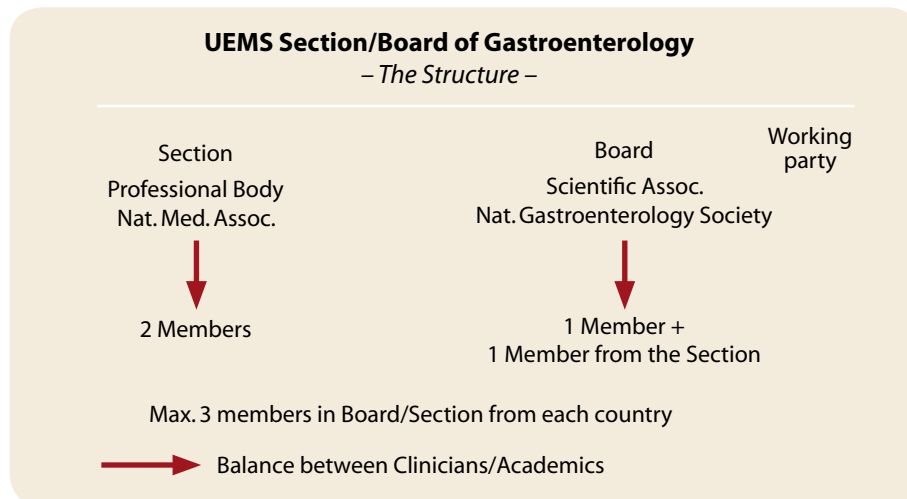 UEMS Section/Board of Gastroenterology
– The Structure –
Section
Professional Body
Nat. Med. Assoc.
2 Members
Board
Scientific Assoc.
Nat. Gastroenterology Society
1 Member +
1 Member from the Section
Working
party
Max. 3 members in Board/Section from each country
Balance between Clinicians/Academics